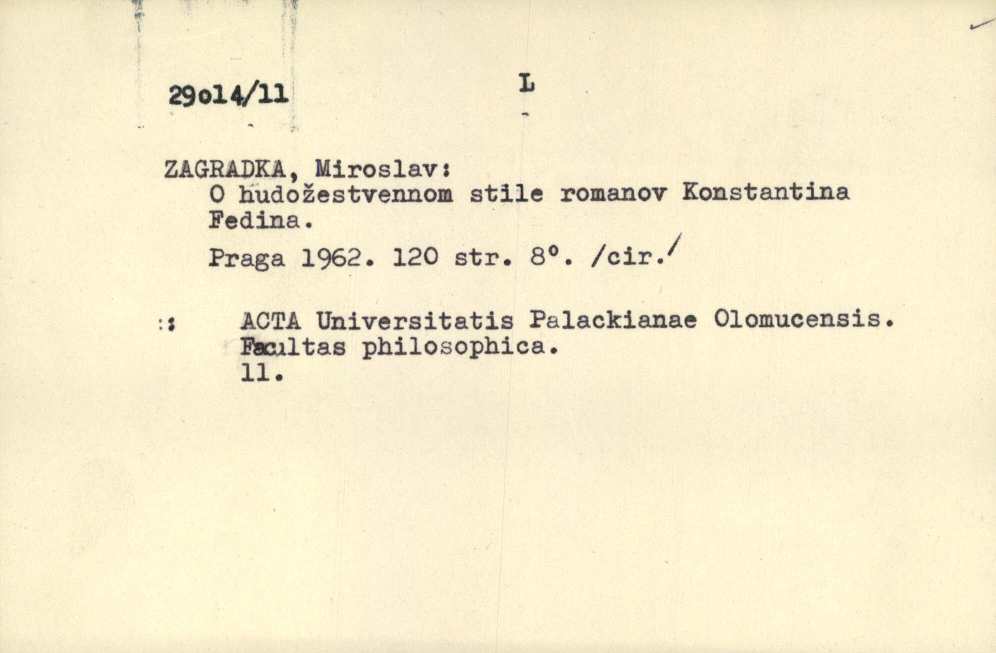 29o14/11
L
ZAGRADKA, Miroslav:
O hudožestvennom stile romanov Konstantina
Fedina.
Praga 1962. 120 str. 8°. /cir./
:: ACTA Universitatis Palackianae Olomucensis.
Facultas philosophica.
11.